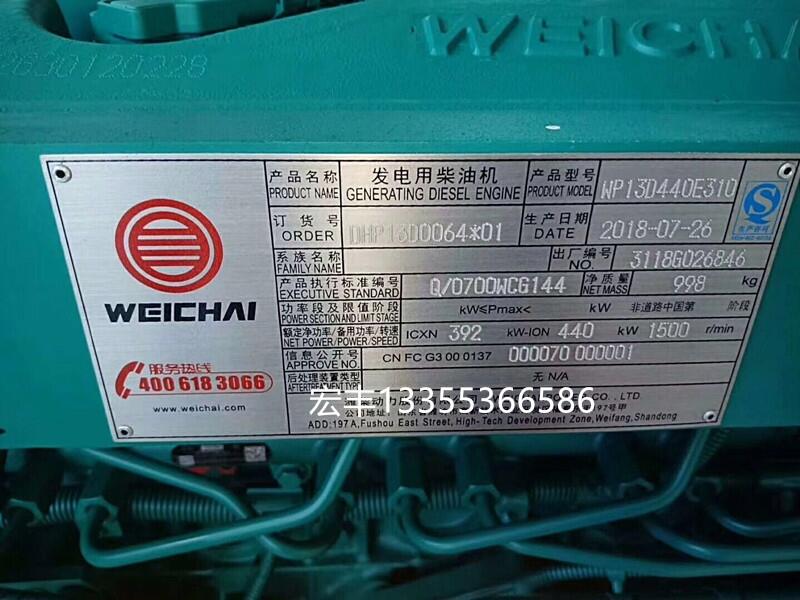 2630120228
WEICHAI
产品名称 发电用柴油机 产品型号 WP13D440E310
PRODUCT NAME GENERATING DIESEL ENGINE PRODUCT MODEL
订货号 DHP13D0064*01 生产日期 2018-07-26
ORDER DATE
系族名称 出厂编号 3118G026846
FAMILY NAME NO
产品执行标准编号 Q/0700WCG144 净质量 998 kg
EXECUTIVE STANDARD NET MASS
功率段及限值阶段 kW≤Pmax< kW 非道路中国第 阶段
POWER SECTION AND LIMIT STAGE
额定净功率/备用功率/转速 ICXN 392 kW-ION 440 kW 1500 r/min
NET POWER/POWER/SPEED
信息公开号 CN FC G3 00 0137 000070 000001
APPROVE NO.
后处理装置类型 无 N/A
AFTERTREATMENT TYPE
WEICHAI
服务热线
400 618 3066
www.weichai.com
宏丰13355366586
CO., LTD.
公司地址:
197号甲
ADD:197 A,Fushou East Street, High-Tech Development Zone,Weifang,Shandong